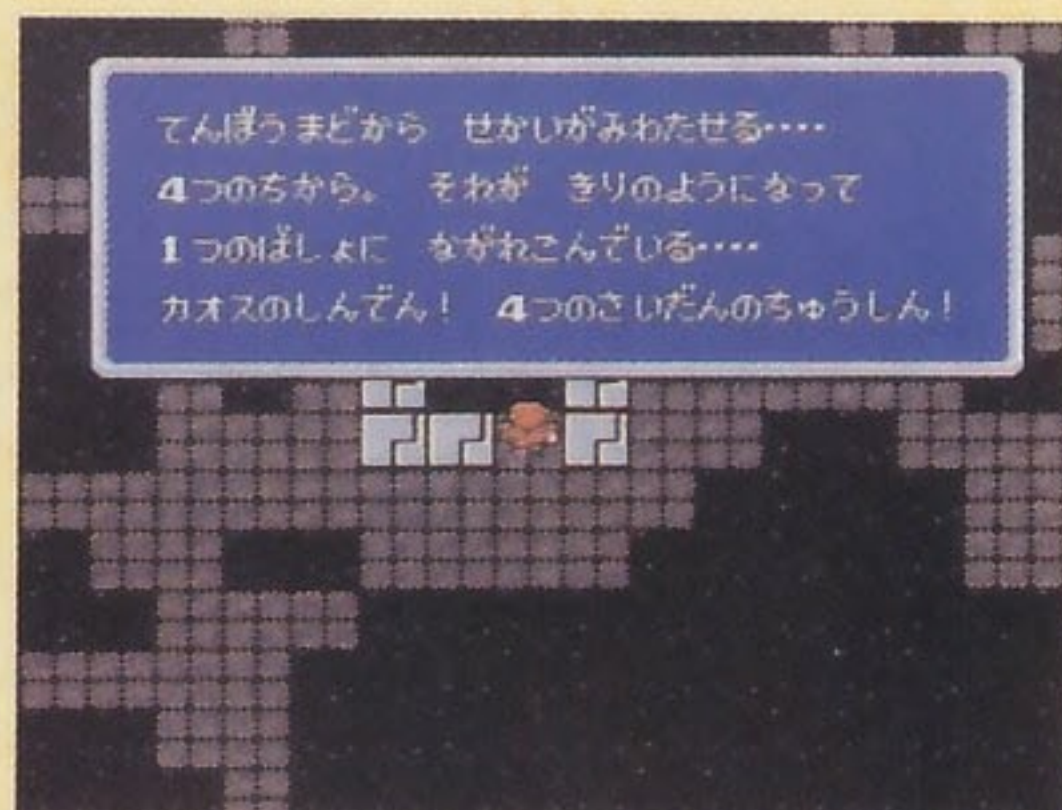 てんぼうまどから　せかいがみわたせる‥‥
4つのちから。　それが　きりのようになって
1つのばしょに　ながれこんでいる‥‥
カオスのしんでん！　4つのさいだんのちゅうしん！